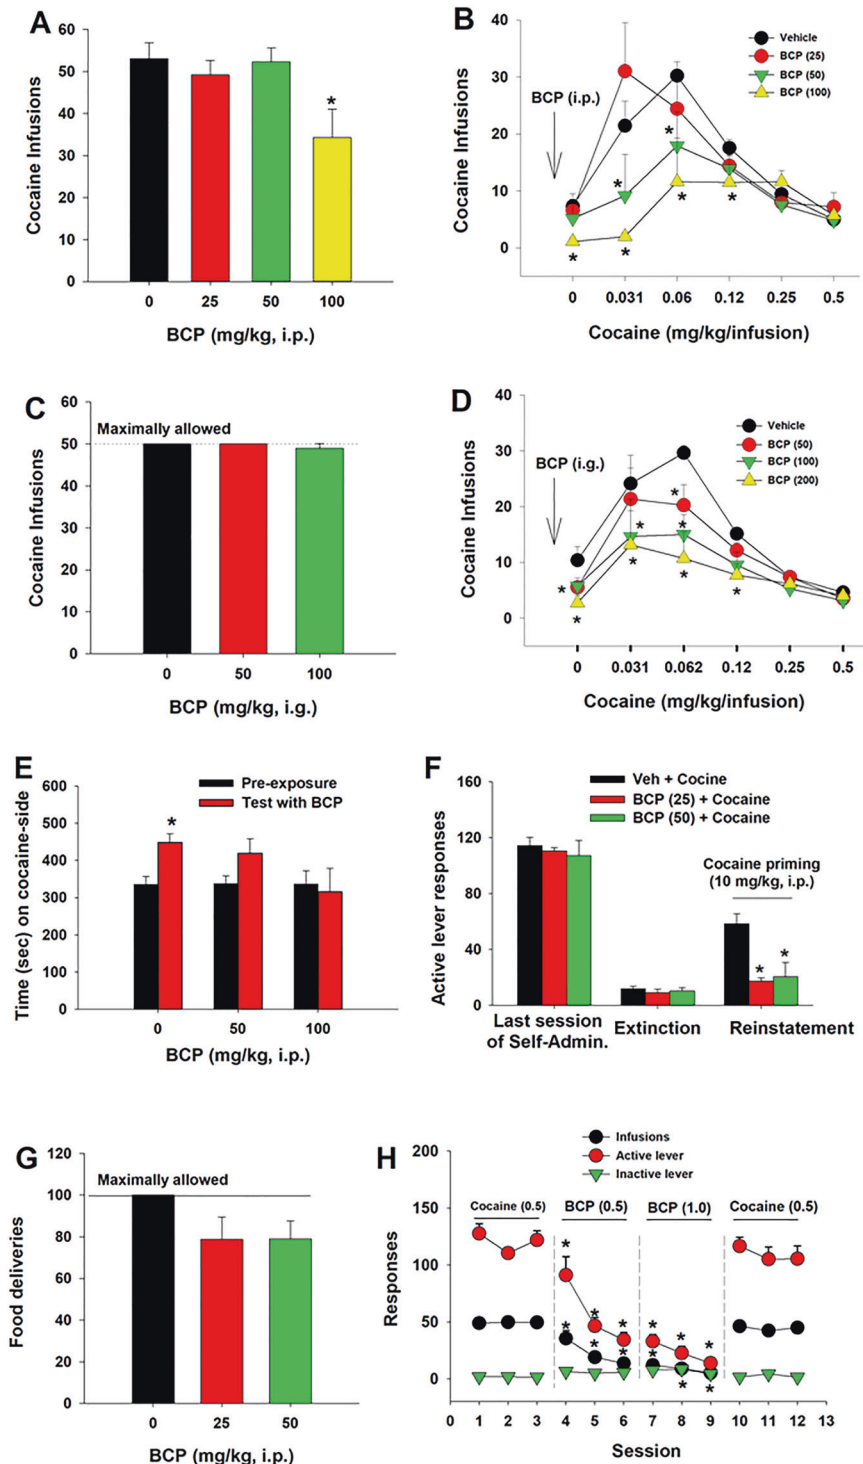 A
60
50
40
30
20
10
0
Cocaine Infusions
*
0 25 50 100
BCP (mg/kg, i.p.)
B
40
30
20
10
0
Cocaine Infusions
Vehicle
BCP (25)
BCP (50)
BCP (100)
BCP (i.p.)
* *
* * * *
0 0.031 0.06 0.12 0.25 0.5
Cocaine (mg/kg/infusion)
C
60
50
40
30
20
10
0
Cocaine Infusions
Maximally allowed
0 50 100
BCP (mg/kg, i.g.)
D
40
30
20
10
0
Cocaine Infusions
Vehicle
BCP (50)
BCP (100)
BCP (200)
BCP (i.g.)
*
* *
* * * * *
0 0.031 0.062 0.12 0.25 0.5
Cocaine (mg/kg/infusion)
E
600
500
400
300
200
100
0
Time (sec) on cocaine-side
Pre-exposure
Test with BCP
*
0 50 100
BCP (mg/kg, i.p.)
F
160
120
80
40
0
Active lever responses
Veh + Cocine
BCP (25) + Cocaine
BCP (50) + Cocaine
Cocaine priming
(10 mg/kg, i.p.)
* *
Last session
of Self-Admin.
Extinction
Reinstatement
G
120
100
80
60
40
20
0
Food deliveries
Maximally allowed
0 25 50
BCP (mg/kg, i.p.)
H
200
150
100
50
0
Responses
Infusions
Active lever
Inactive lever
Cocaine (0.5) BCP (0.5) BCP (1.0) Cocaine (0.5)
*
* * * * * *
* * * * *
0 1 2 3 4 5 6 7 8 9 10 11 12 13
Session